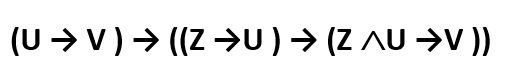 (U → V ) → ((Z →U ) → (Z ∧U →V ))